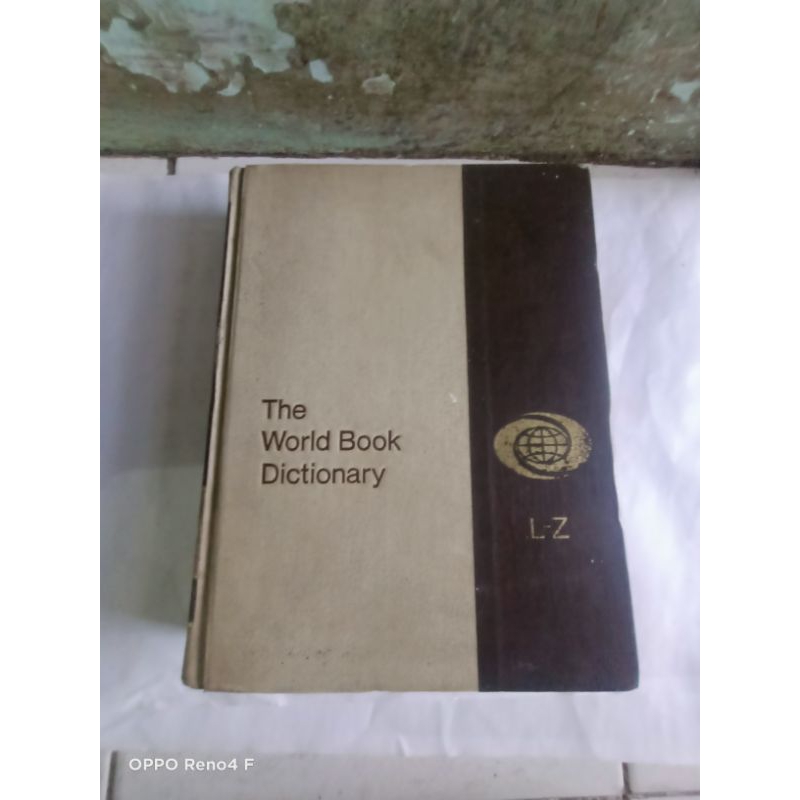 The
World Book
Dictionary
L-Z
OPPO Reno4 F